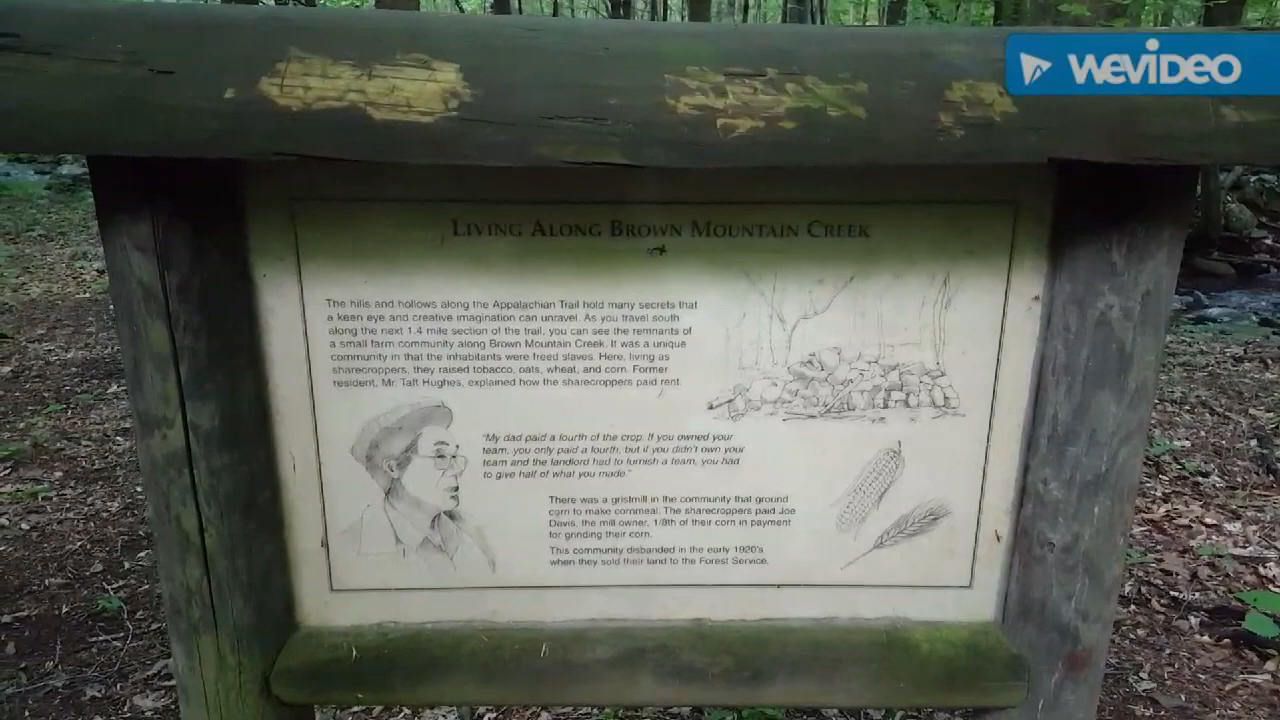 WEVIDEO
LIVING ALONG BROWN MOUNTAIN CREEK
The hills and hollows along the Appalachian Trail hold many secrets that
a keen eye and creative imagination can unravel. As you travel south
along the next 1.4 mile section of the trail, you can see the remnants of
a small farm community along Brown Mountain Creek. It was a unique
community in that the inhabitants were freed slaves. Here, living as
sharecroppers, they raised tobacco, oats, wheat, and corn. Former
resident, Mr. Taft Hughes, explained how the sharecroppers paid rent.
"My dad paid a fourth of the crop. If you owned your
team, you only paid a fourth, but if you didn't own your
team and the landlord had to furnish a team, you had
to give half of what you made."
There was a gristmill in the community that ground
corn to make cornmeal. The sharecroppers paid Joe
Davis, the mill owner, 1/8th of their corn in payment
for grinding their corn.
This community disbanded in the early 1920's
when they sold their land to the Forest Service.